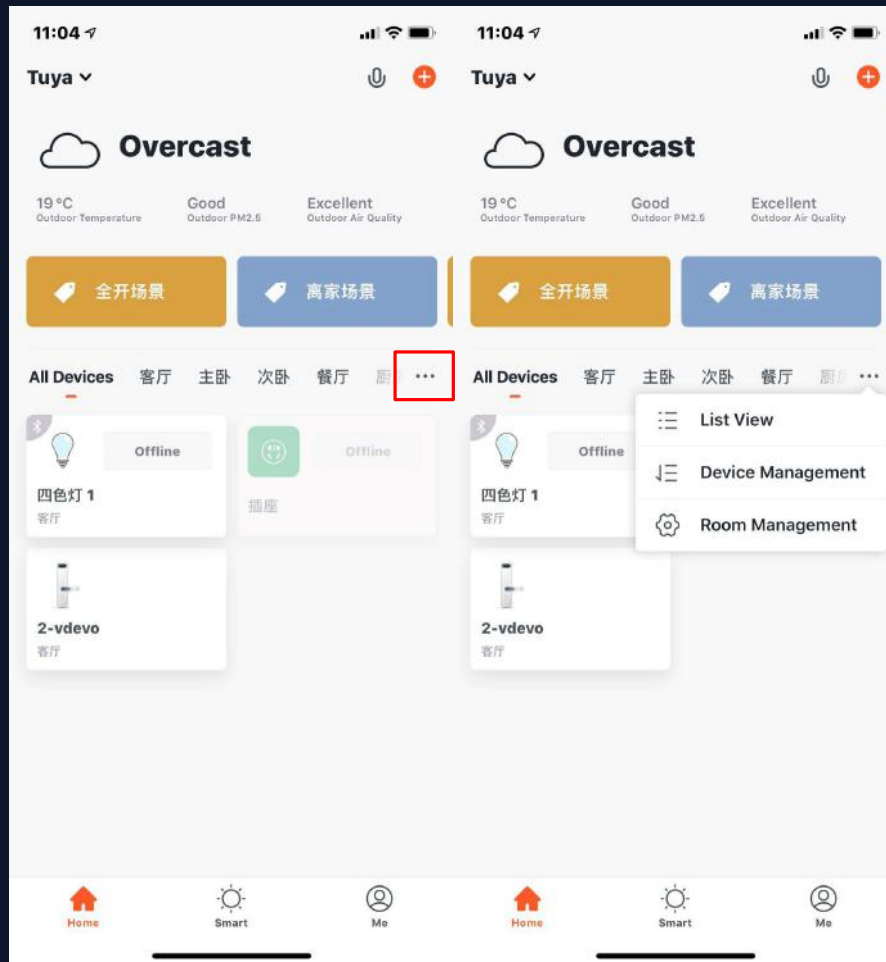 11:04
Tuya
Overcast
19 °C
Outdoor Temperature
Good
Outdoor PM2.5
Excellent
Outdoor Air Quality
全开场景
离家场景
All Devices 客厅 主卧 次卧 餐厅 ...
Offline
四色灯 1
客厅
Offline
插座
2-vdevo
客厅
Home
Smart
Me
11:04
Tuya
Overcast
19 °C
Outdoor Temperature
Good
Outdoor PM2.5
Excellent
Outdoor Air Quality
全开场景
离家场景
All Devices 客厅 主卧 次卧 餐厅 ...
List View
Device Management
Room Management
Offline
四色灯 1
客厅
2-vdevo
客厅
Home
Smart
Me